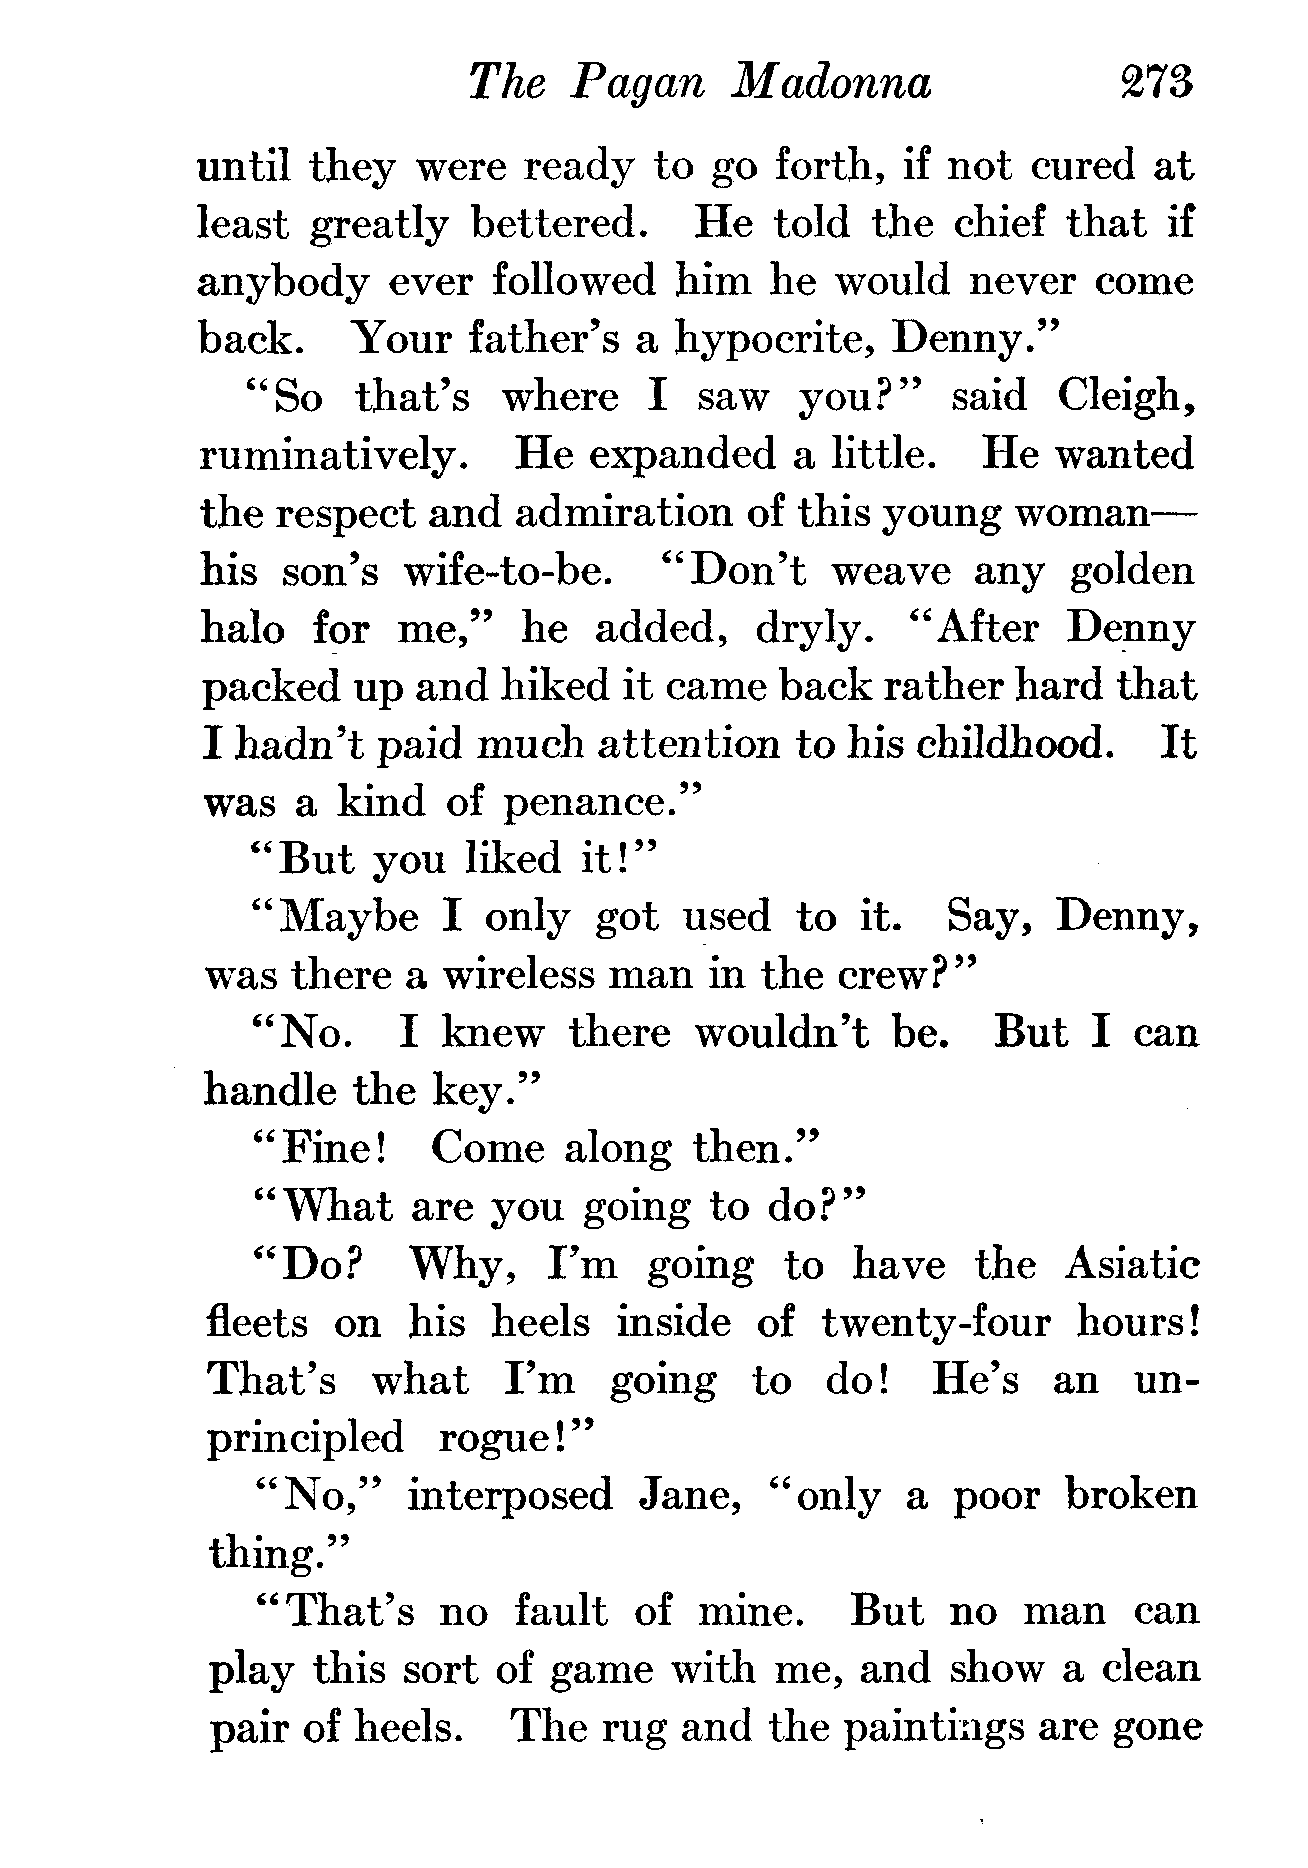 The Pagan Madonna 273
until they were ready to go forth, if not cured at
least greatly bettered. He told the chief that if
anybody ever followed him he would never come
back. Your father's a hypocrite, Denny."
"So that's where I saw you?" said Cleigh,
ruminatively. He expanded a little. He wanted
the respect and admiration of this young woman—
his son's wife-to-be. "Don't weave any golden
halo for me," he added, dryly. "After Denny
packed up and hiked it came back rather hard that
I hadn't paid much attention to his childhood. It
was a kind of penance."
"But you liked it!"
"Maybe I only got used to it. Say, Denny,
was there a wireless man in the crew?"
"No. I knew there wouldn't be. But I can
handle the key."
"Fine! Come along then."
"What are you going to do?"
"Do? Why, I'm going to have the Asiatic
fleets on his heels inside of twenty-four hours!
That's what I'm going to do! He's an un-
principled rogue!"
"No," interposed Jane, "only a poor broken
thing."
"That's no fault of mine. But no man can
play this sort of game with me, and show a clean
pair of heels. The rug and the paintings are gone